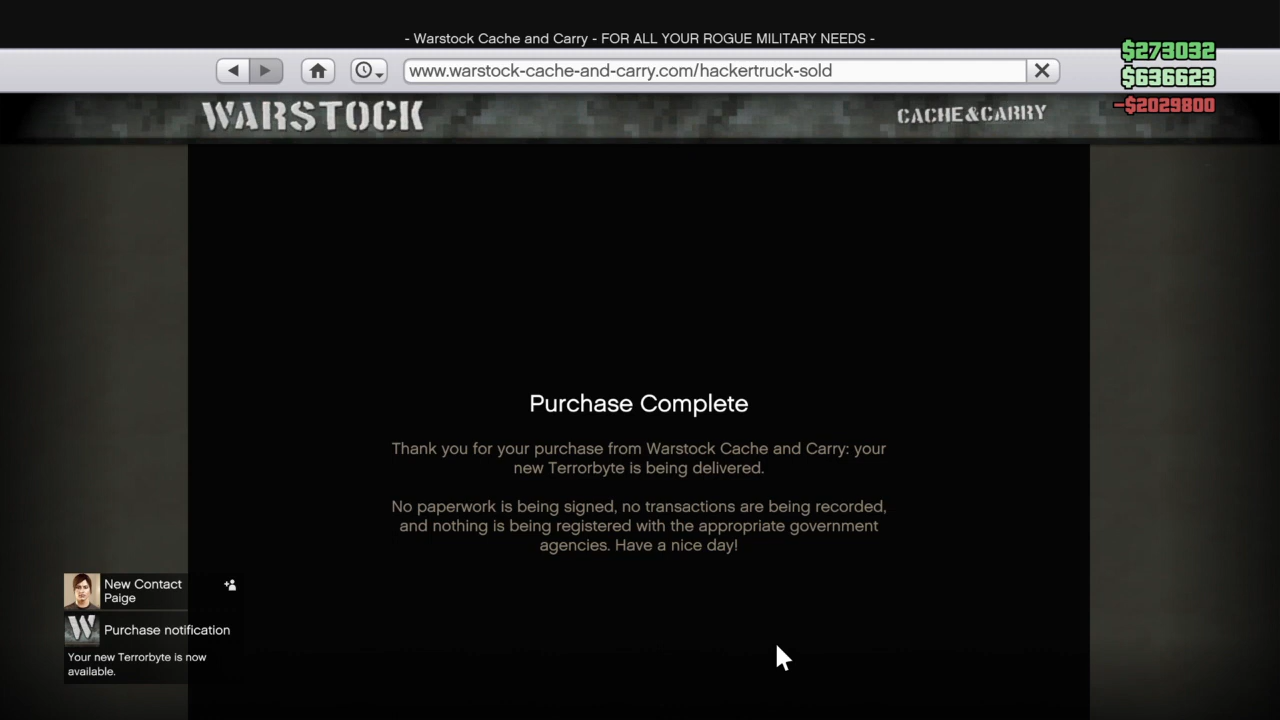 - Warstock Cache and Carry - FOR ALL YOUR ROGUE MILITARY NEEDS -
www.warstock-cache-and-carry.com/hackertruck-sold
$273032
$636623
-$2029800
WARSTOCK
CACHE&CARRY
Purchase Complete
Thank you for your purchase from Warstock Cache and Carry: your
new Terrorbyte is being delivered.
No paperwork is being signed, no transactions are being recorded,
and nothing is being registered with the appropriate government
agencies. Have a nice day!
New Contact
Paige
W
Purchase notification
Your new Terrorbyte is now
available.